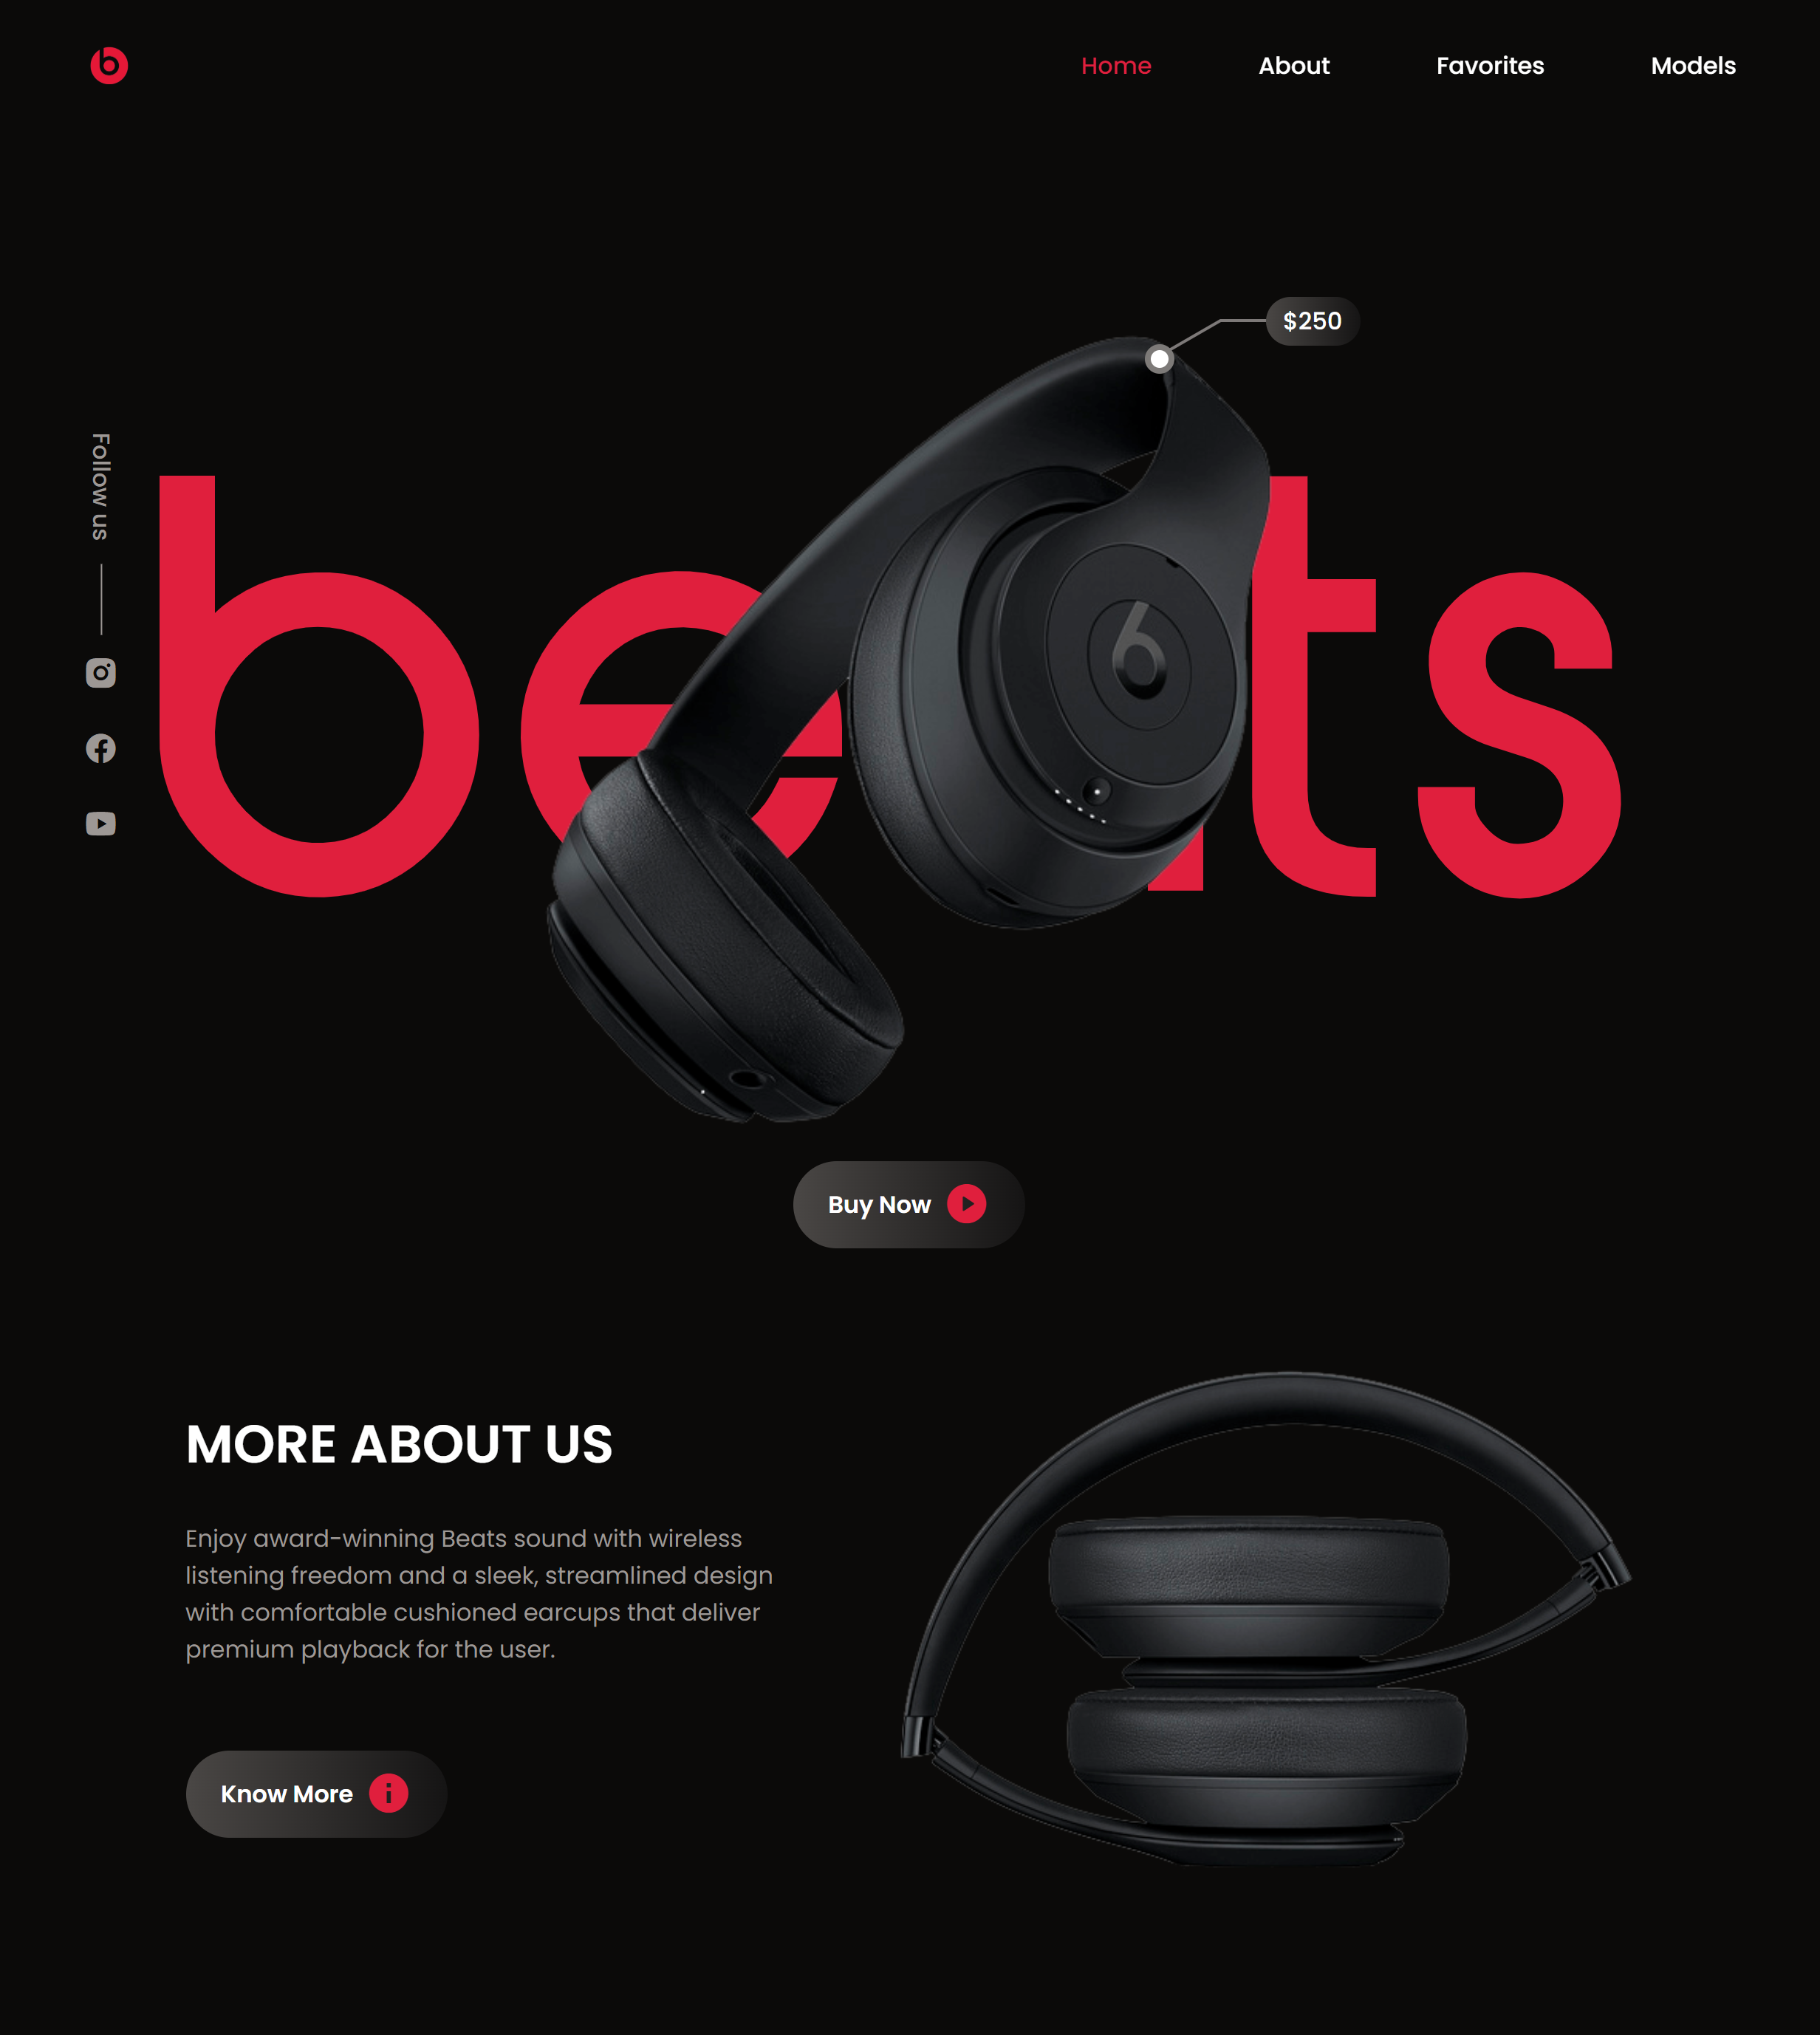 Home About Favorites Models
$250
Follow us
beats
Buy Now
MORE ABOUT US
Enjoy award-winning Beats sound with wireless
listening freedom and a sleek, streamlined design
with comfortable cushioned earcups that deliver
premium playback for the user.
Know More